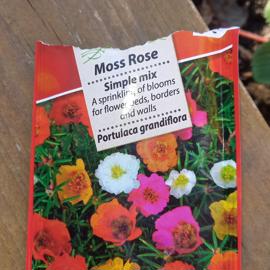 Moss Rose
Simple mix
A sprinkling of blooms
for flower beds, borders
and walls
Portulaca grandiflora